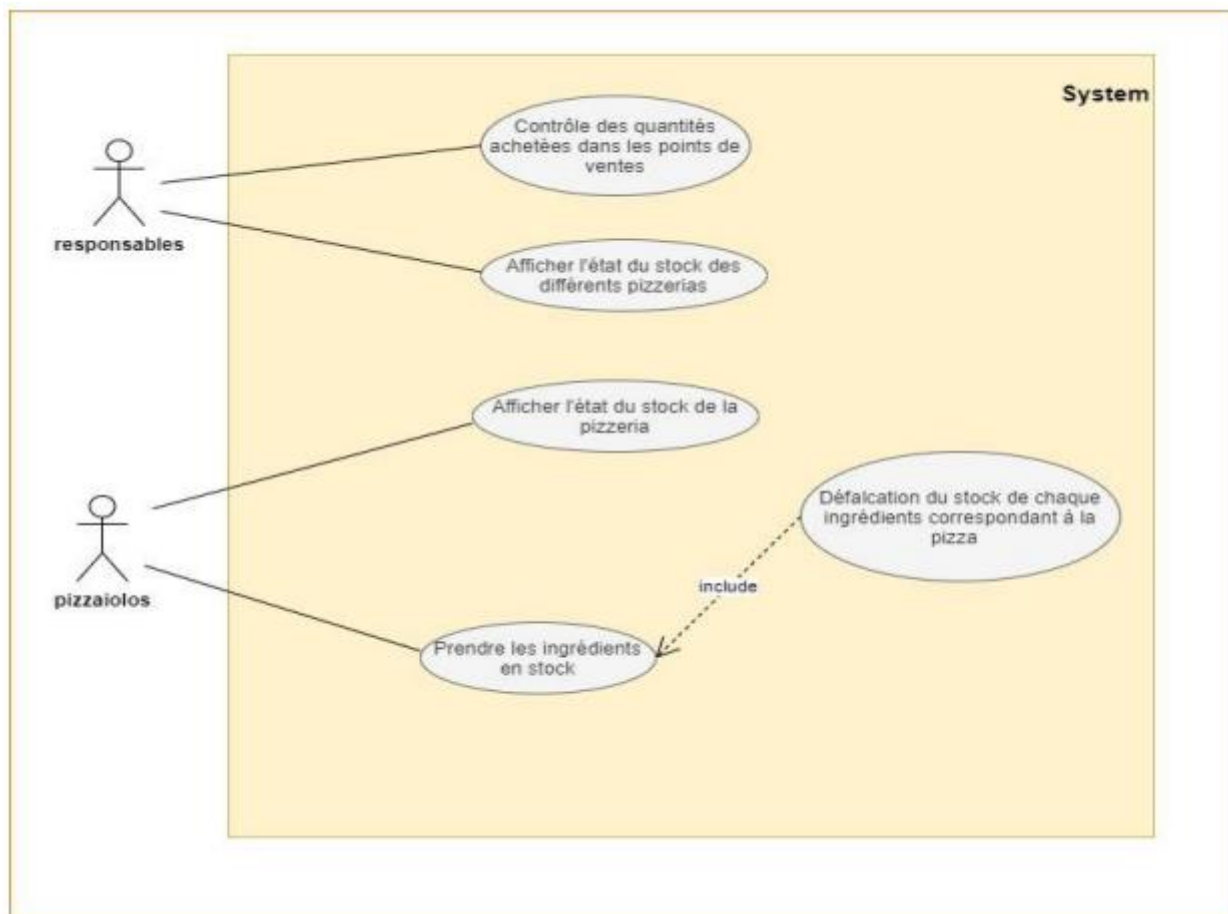 System
Contrôle des quantités
achetées dans les points de
ventes
responsables
Afficher l'état du stock des
différents pizzerias
Afficher l'état du stock de la
pizzeria
Défalcation du stock de chaque
ingrédients correspondant à la
pizza
pizzaiolos
include
Prendre les ingrédients
en stock